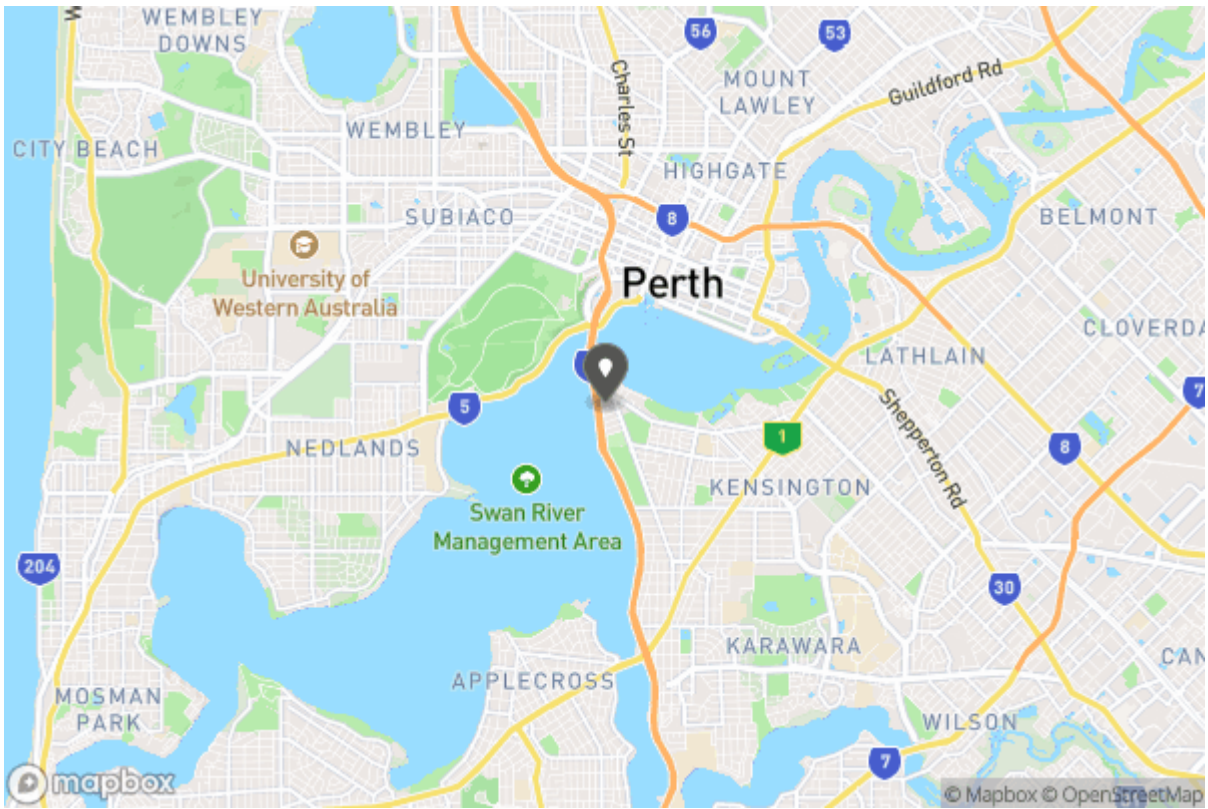 WEMBLEY
DOWNS
56
53
MOUNT
LAWLEY
Guildford Rd
Charles St
WEMBLEY
CITY BEACH
HIGHGATE
SUBIACO
8
BELMONT
University of
Western Australia
Perth
CLOVERDA
LATHLAIN
7
5
Shepperton Rd
1
8
NEDLANDS
KENSINGTON
Swan River
Management Area
204
30
KARAWARA
CAN
APPLECROSS
MOSMAN
PARK
WILSON
7
mapbox
© Mapbox © OpenStreetMap